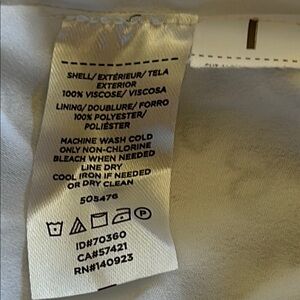 SHELL/ EXTÉRIEUR/ TELA
EXTERIOR
100% VISCOSE/ VISCOSA
LINING/ DOUBLURE/ FORRO
100% POLYESTER/
POLIÉSTER
MACHINE WASH COLD
ONLY NON-CHLORINE
BLEACH WHEN NEEDED
LINE DRY
COOL IRON IF NEEDED
OR DRY CLEAN
508476
ID#70360
CA#57421
RN#140923